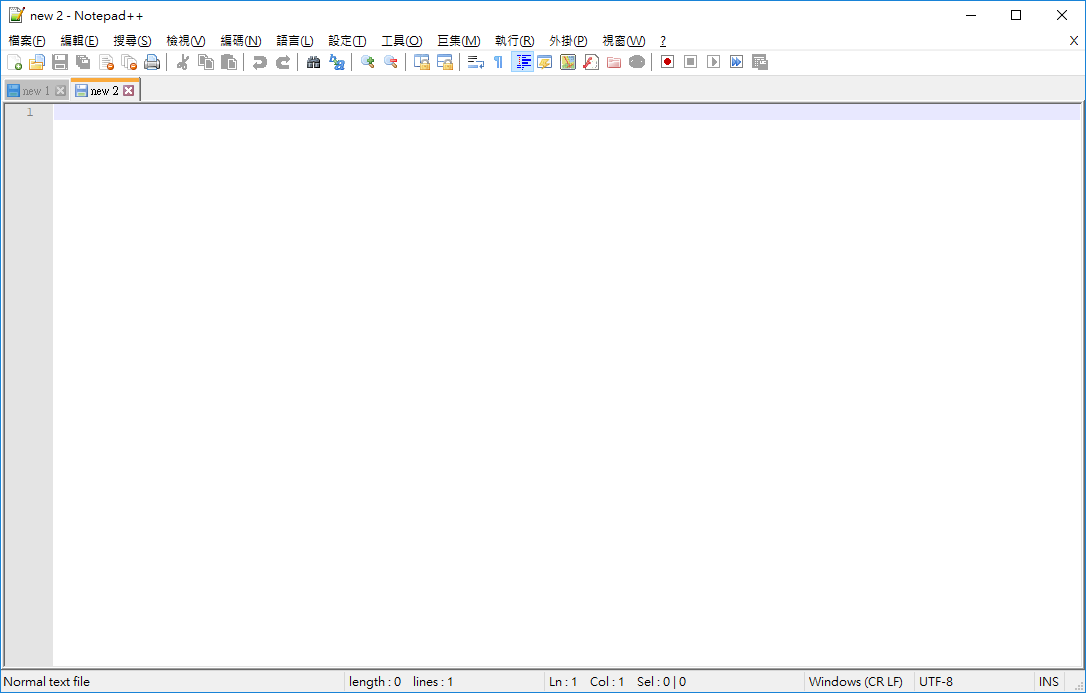 new 2 - Notepad++
檔案(F) 編輯(E) 搜尋(S) 檢視(V) 編碼(N) 語言(L) 設定(T) 工具(O) 巨集(M) 執行(R) 外掛(P) 視窗(W) ? X
new 1 new 2
1
Normal text file length : 0 lines : 1 Ln : 1 Col : 1 Sel : 0 | 0 Windows (CR LF) UTF-8 INS